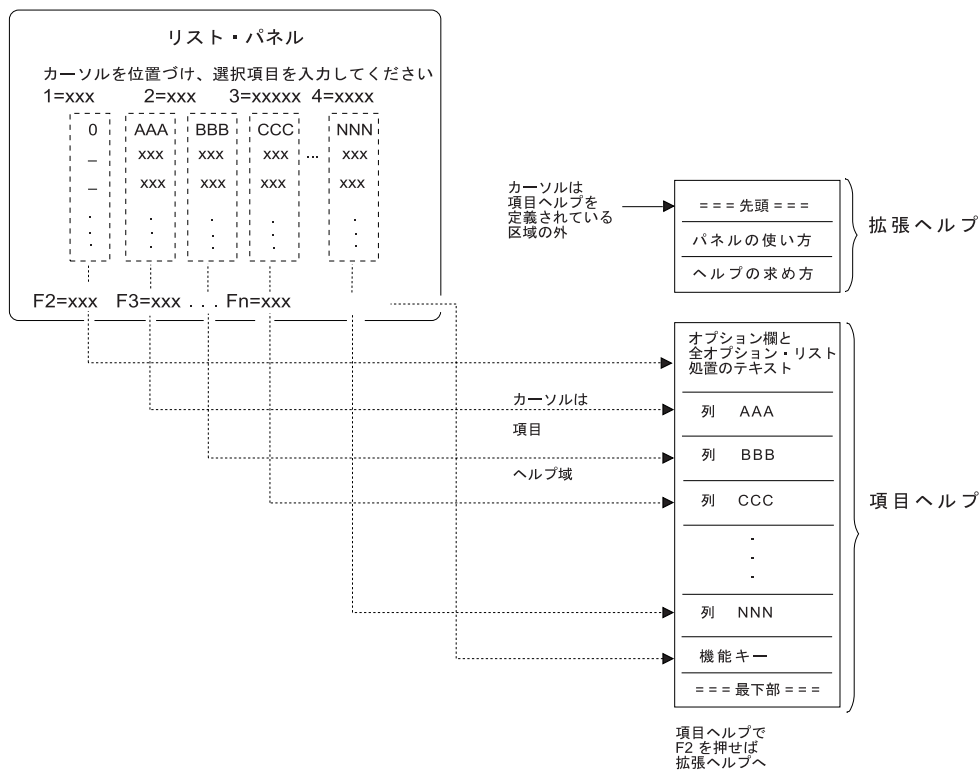 リスト・パネル
カーソルを位置づけ、選択項目を入力してください
1=xxx 2=xxx 3=xxxxx 4=xxxx
0 AAA BBB CCC NNN
_ xxx xxx xxx ... xxx
_ xxx xxx xxx xxx
. . . . .
. . . . .
. . . . .
F2=xxx F3=xxx . . . Fn=xxx
カーソルは
項目ヘルプを
定義されている
区域の外
=== 先頭 ===
パネルの使い方
ヘルプの求め方
拡張ヘルプ
オプション欄と
全オプション・リスト
処置のテキスト
カーソルは
項目
ヘルプ域
列 AAA
列 BBB
列 CCC
.
.
.
列 NNN
機能キー
=== 最下部 ===
項目ヘルプ
項目ヘルプで
F2 を押せば
拡張ヘルプへ